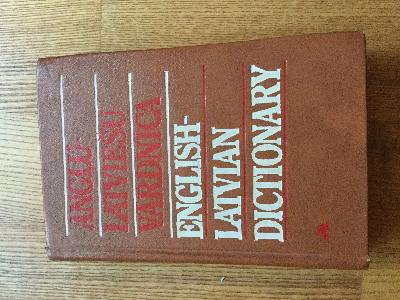 ANGĻU-
LATVIEŠU
VĀRDNĪCA
ENGLISH-
LATVIAN
DICTIONARY